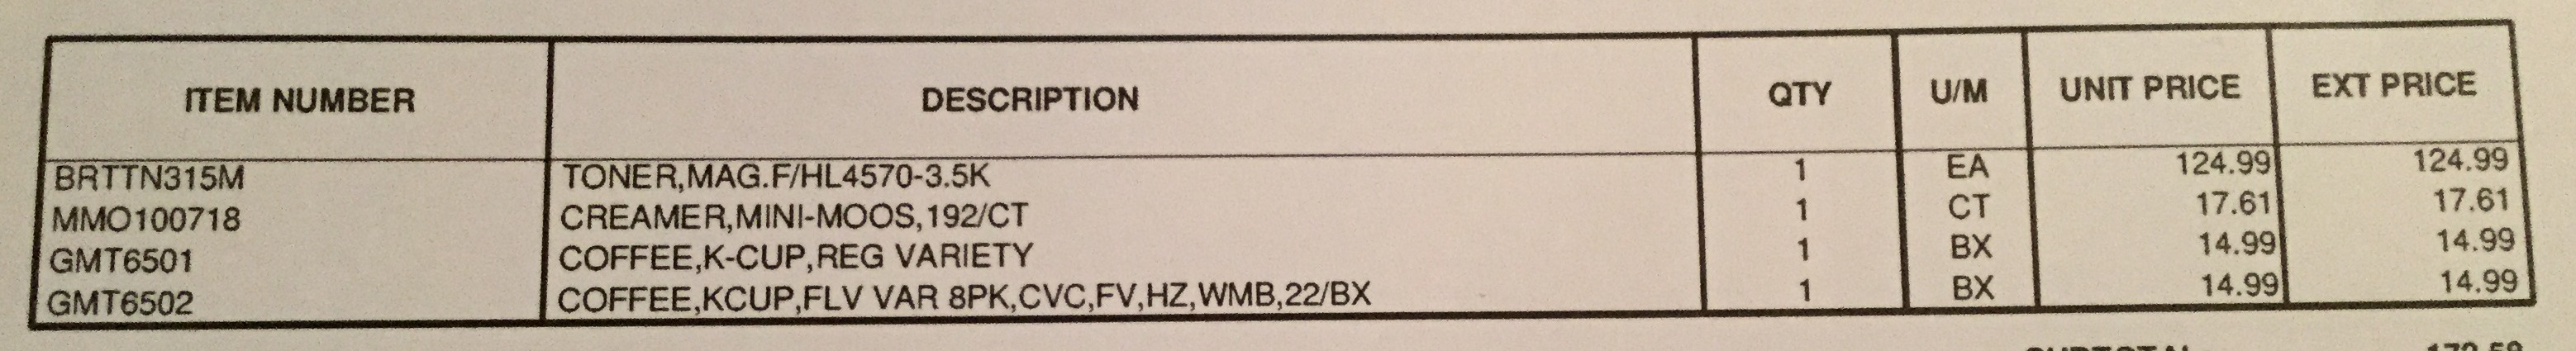 ITEM NUMBER DESCRIPTION QTY U/M UNIT PRICE EXT PRICE
BRTTN315M TONER,MAG.F/HL4570-3.5K 1 EA 124.99 124.99
MMO100718 CREAMER,MINI-MOOS,192/CT 1 CT 17.61 17.61
GMT6501 COFFEE,K-CUP,REG VARIETY 1 BX 14.99 14.99
GMT6502 COFFEE,KCUP,FLV VAR 8PK,CVC,FV,HZ,WMB,22/BX 1 BX 14.99 14.99
SUBTOTAL 172.58